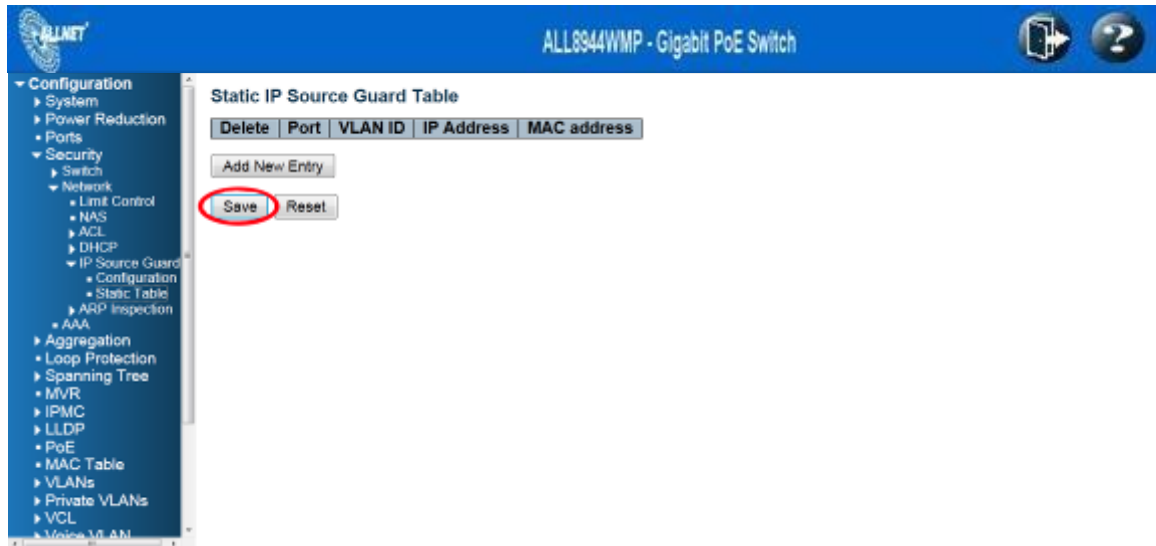 ALLNET
ALL8944WMP - Gigabit PoE Switch
Configuration
System
Power Reduction
Ports
Security
Switch
Network
Limit Control
NAS
ACL
DHCP
IP Source Guard
Configuration
Static Table
ARP Inspection
AAA
Aggregation
Loop Protection
Spanning Tree
MVR
IPMC
LLDP
PoE
MAC Table
VLANs
Private VLANs
VCL
Voice VLAN
Static IP Source Guard Table
Delete Port VLAN ID IP Address MAC address
Add New Entry
Save Reset